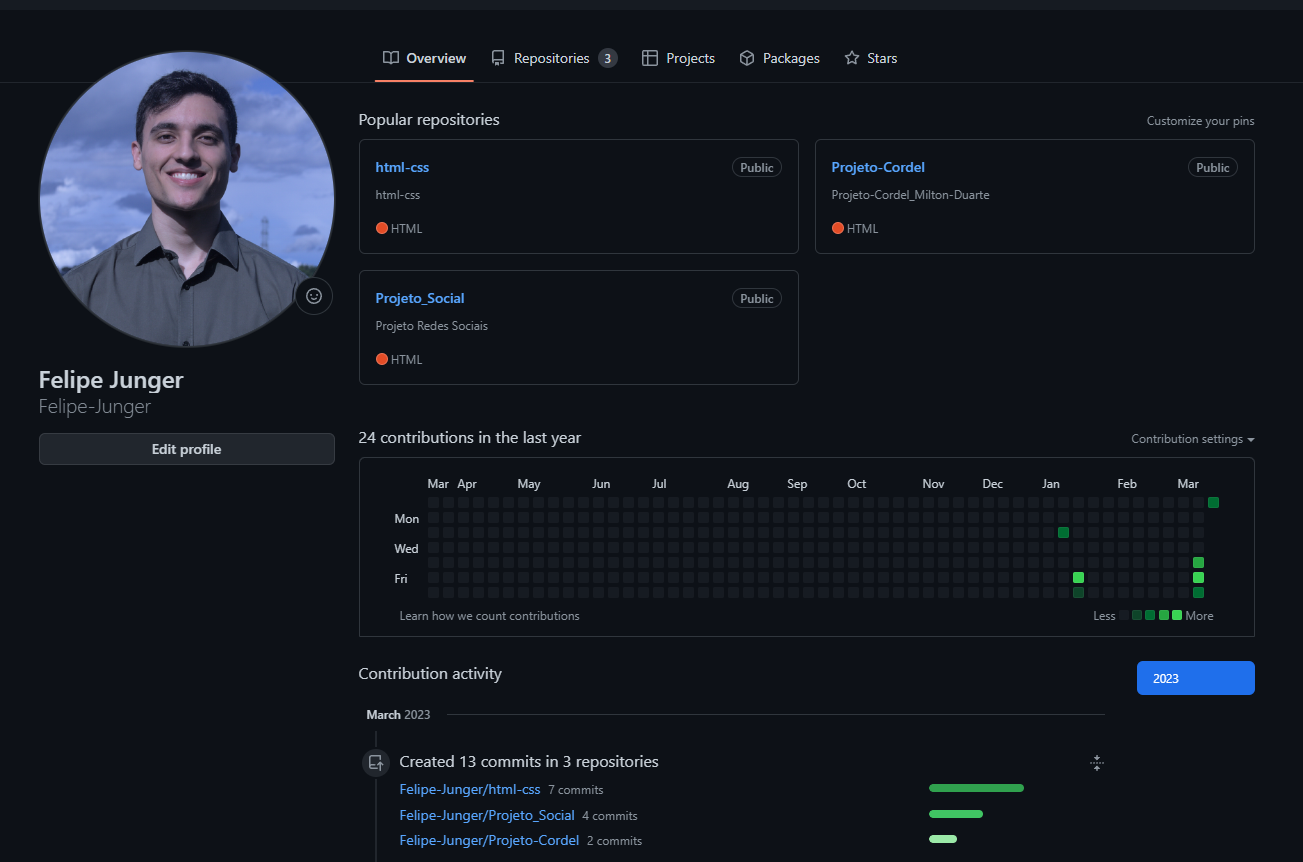 Overview Repositories 3 Projects Packages Stars
Popular repositories Customize your pins
html-css Public
html-css
HTML
Projeto-Cordel Public
Projeto-Cordel_Milton-Duarte
HTML
Projeto_Social Public
Projeto Redes Sociais
HTML
Felipe Junger
Felipe-Junger
Edit profile
24 contributions in the last year Contribution settings
Mar Apr May Jun Jul Aug Sep Oct Nov Dec Jan Feb Mar
Mon
Wed
Fri
Learn how we count contributions Less More
Contribution activity 2023
March 2023
Created 13 commits in 3 repositories
Felipe-Junger/html-css 7 commits
Felipe-Junger/Projeto_Social 4 commits
Felipe-Junger/Projeto-Cordel 2 commits